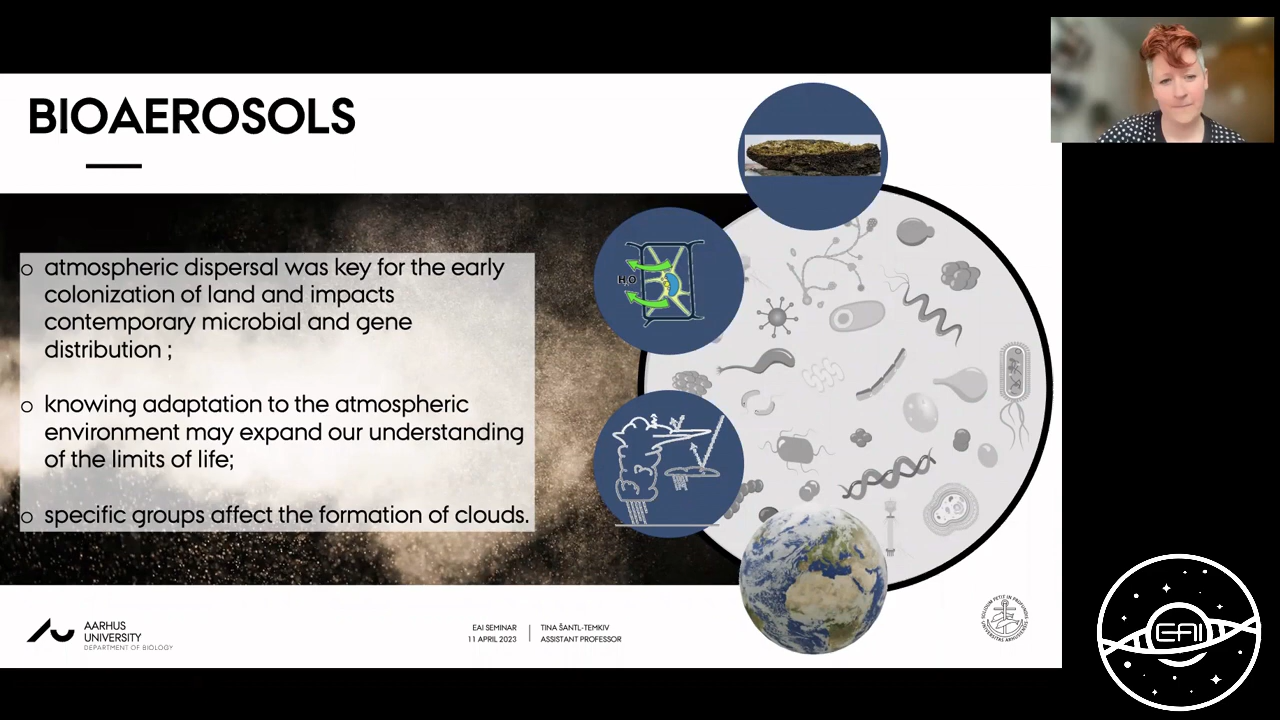 BIOAEROSOLS
o atmospheric dispersal was key for the early
colonization of land and impacts
contemporary microbial and gene
distribution ;
o knowing adaptation to the atmospheric
environment may expand our understanding
of the limits of life;
o specific groups affect the formation of clouds.
H2O
AARHUS
UNIVERSITY
DEPARTMENT OF BIOLOGY
EAI SEMINAR
11 APRIL 2023
TINA ŠANTL-TEMKIV
ASSISTANT PROFESSOR
EAI